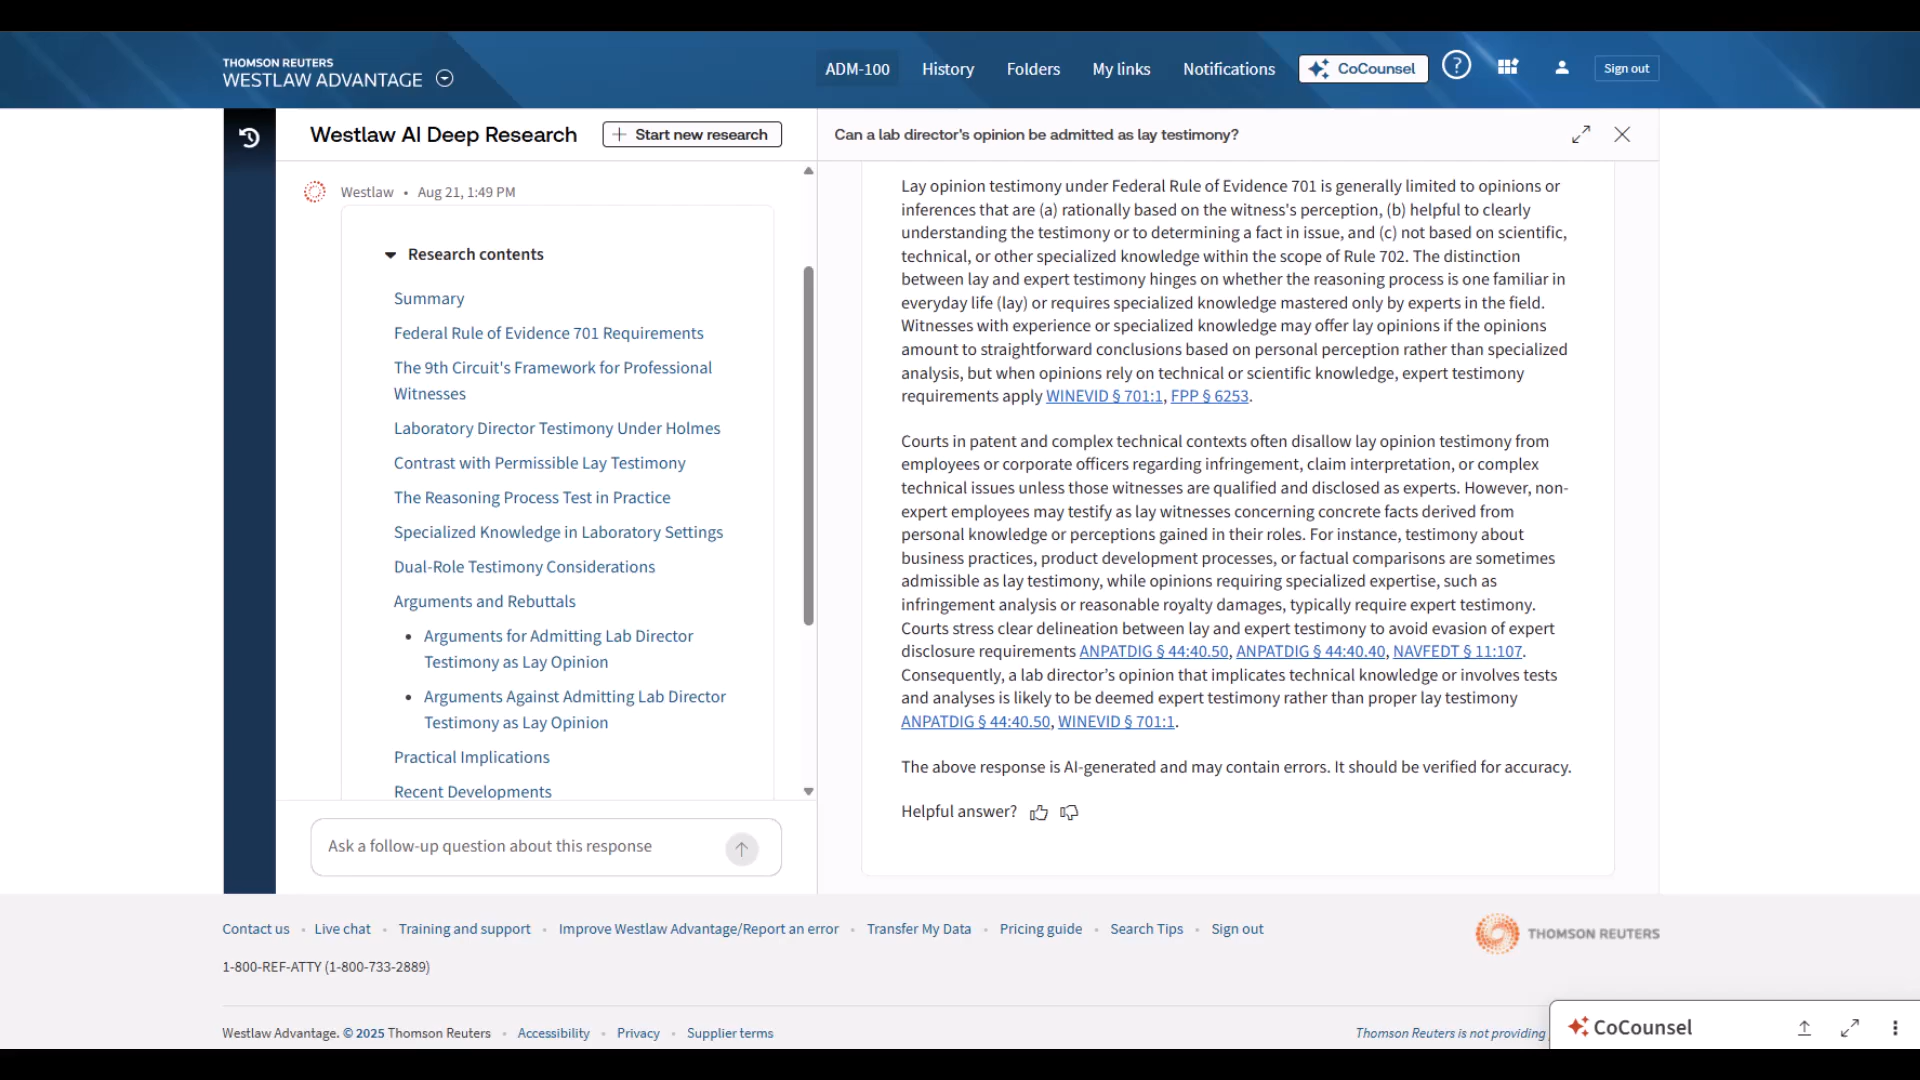 THOMSON REUTERS
WESTLAW ADVANTAGE
ADM-100
History
Folders
My links
Notifications
CoCounsel
?
Sign out
Westlaw AI Deep Research
+ Start new research
Westlaw • Aug 21, 1:49 PM
Research contents
Summary
Federal Rule of Evidence 701 Requirements
The 9th Circuit's Framework for Professional
Witnesses
Laboratory Director Testimony Under Holmes
Contrast with Permissible Lay Testimony
The Reasoning Process Test in Practice
Specialized Knowledge in Laboratory Settings
Dual-Role Testimony Considerations
Arguments and Rebuttals
• Arguments for Admitting Lab Director
Testimony as Lay Opinion
• Arguments Against Admitting Lab Director
Testimony as Lay Opinion
Practical Implications
Recent Developments
Ask a follow-up question about this response
Can a lab director's opinion be admitted as lay testimony?
Lay opinion testimony under Federal Rule of Evidence 701 is generally limited to opinions or
inferences that are (a) rationally based on the witness's perception, (b) helpful to clearly
understanding the testimony or to determining a fact in issue, and (c) not based on scientific,
technical, or other specialized knowledge within the scope of Rule 702. The distinction
between lay and expert testimony hinges on whether the reasoning process is one familiar in
everyday life (lay) or requires specialized knowledge mastered only by experts in the field.
Witnesses with experience or specialized knowledge may offer lay opinions if the opinions
amount to straightforward conclusions based on personal perception rather than specialized
analysis, but when opinions rely on technical or scientific knowledge, expert testimony
requirements apply WINEVID § 701:1, FPP § 6253.
Courts in patent and complex technical contexts often disallow lay opinion testimony from
employees or corporate officers regarding infringement, claim interpretation, or complex
technical issues unless those witnesses are qualified and disclosed as experts. However, non-
expert employees may testify as lay witnesses concerning concrete facts derived from
personal knowledge or perceptions gained in their roles. For instance, testimony about
business practices, product development processes, or factual comparisons are sometimes
admissible as lay testimony, while opinions requiring specialized expertise, such as
infringement analysis or reasonable royalty damages, typically require expert testimony.
Courts stress clear delineation between lay and expert testimony to avoid evasion of expert
disclosure requirements ANPATDIG § 44:40.50, ANPATDIG § 44:40.40, NAVFEDT § 11:107.
Consequently, a lab director's opinion that implicates technical knowledge or involves tests
and analyses is likely to be deemed expert testimony rather than proper lay testimony
ANPATDIG § 44:40.50, WINEVID § 701:1.
The above response is AI-generated and may contain errors. It should be verified for accuracy.
Helpful answer?
Contact us • Live chat • Training and support • Improve Westlaw Advantage/Report an error • Transfer My Data • Pricing guide • Search Tips • Sign out
THOMSON REUTERS
1-800-REF-ATTY (1-800-733-2889)
Westlaw Advantage. © 2025 Thomson Reuters • Accessibility • Privacy • Supplier terms
Thomson Reuters is not providing
CoCounsel